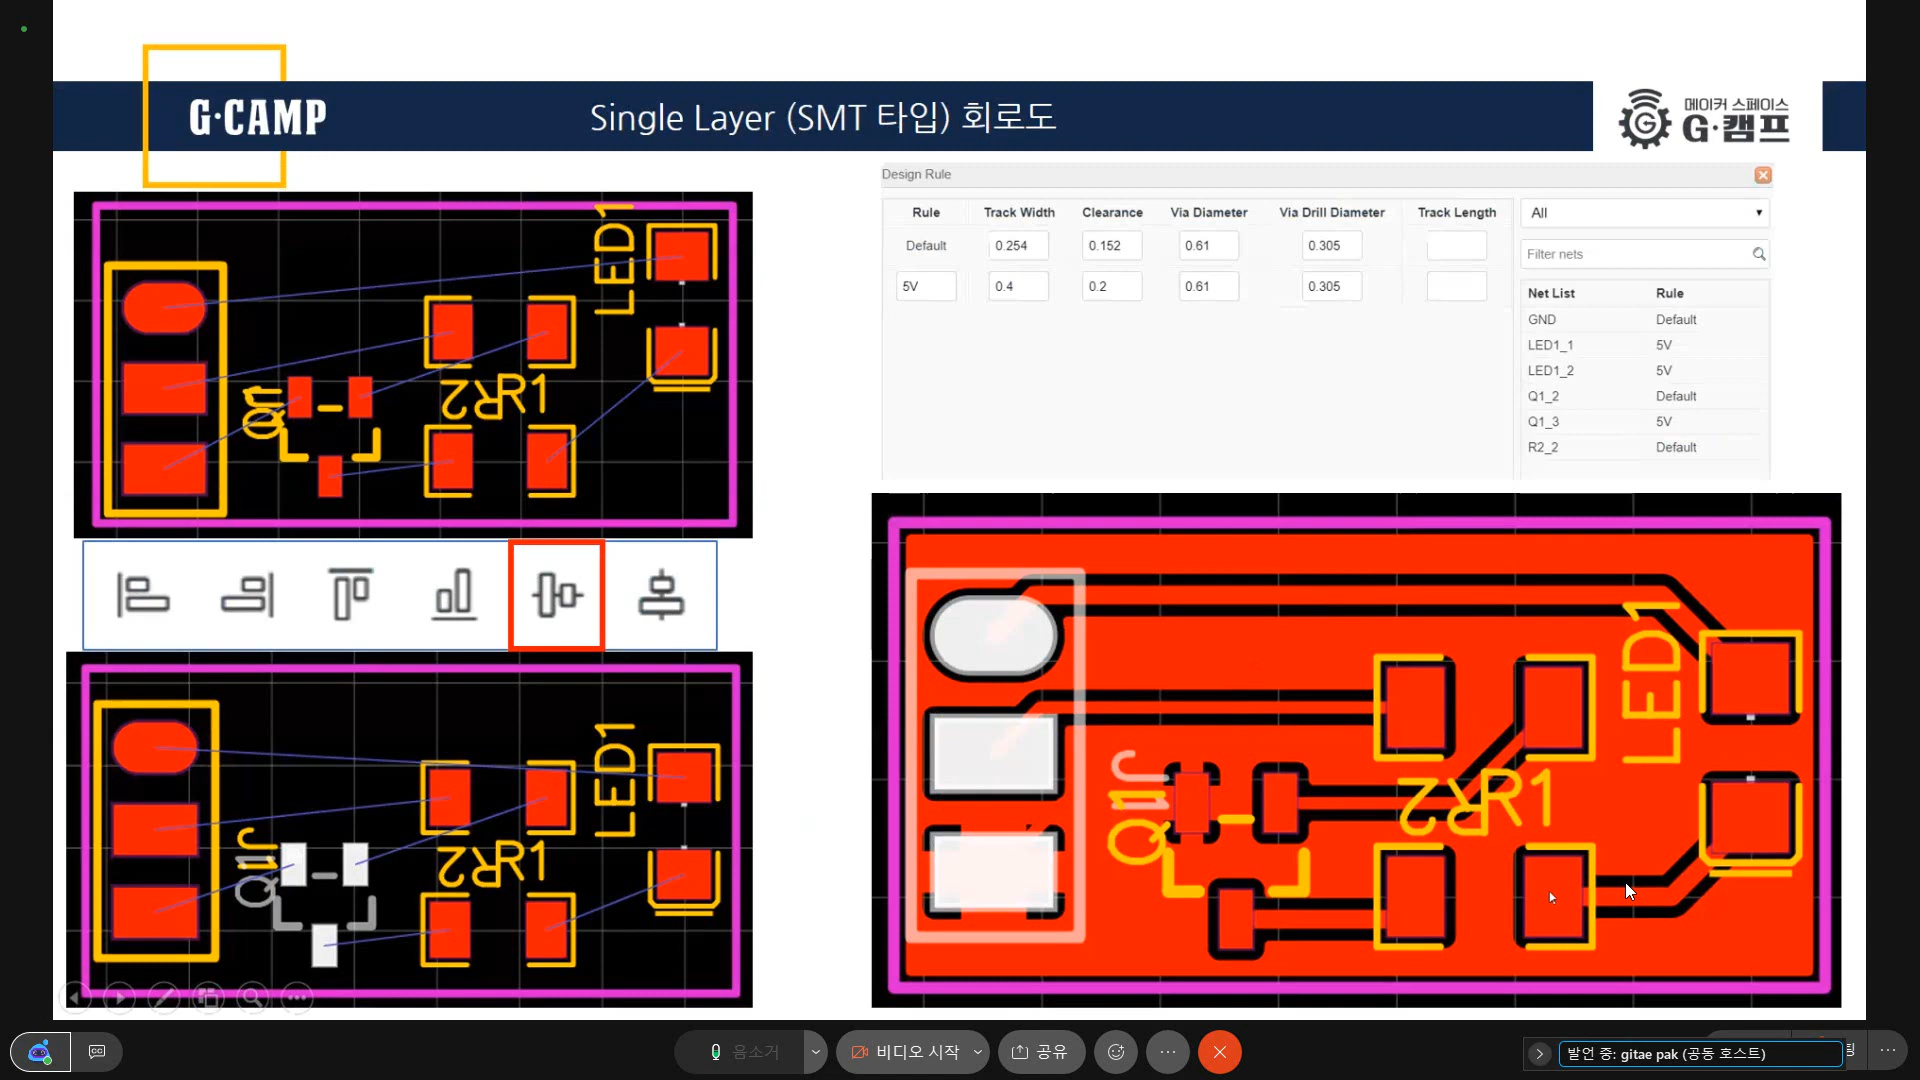 G·CAMP
Single Layer (SMT 타입) 회로도
메이커 스페이스
G·캠프
LED1
Q1
R2
R1
Design Rule
Rule Track Width Clearance Via Diameter Via Drill Diameter Track Length
Default 0.254 0.152 0.61 0.305
5V 0.4 0.2 0.61 0.305
All
Filter nets
Net List Rule
GND Default
LED1_1 5V
LED1_2 5V
Q1_2 Default
Q1_3 5V
R2_2 Default
LED1
Q1
R2
R1
LED1
Q1
R2
R1
CC
음소거
비디오 시작
공유
발언 중: gitae pak (공동 호스트)